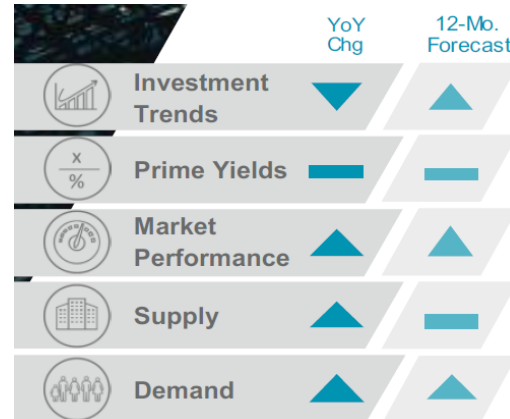 YoY
Chg
12-Mo.
Forecast
Investment
Trends
x
%
Prime Yields
Market
Performance
Supply
Demand